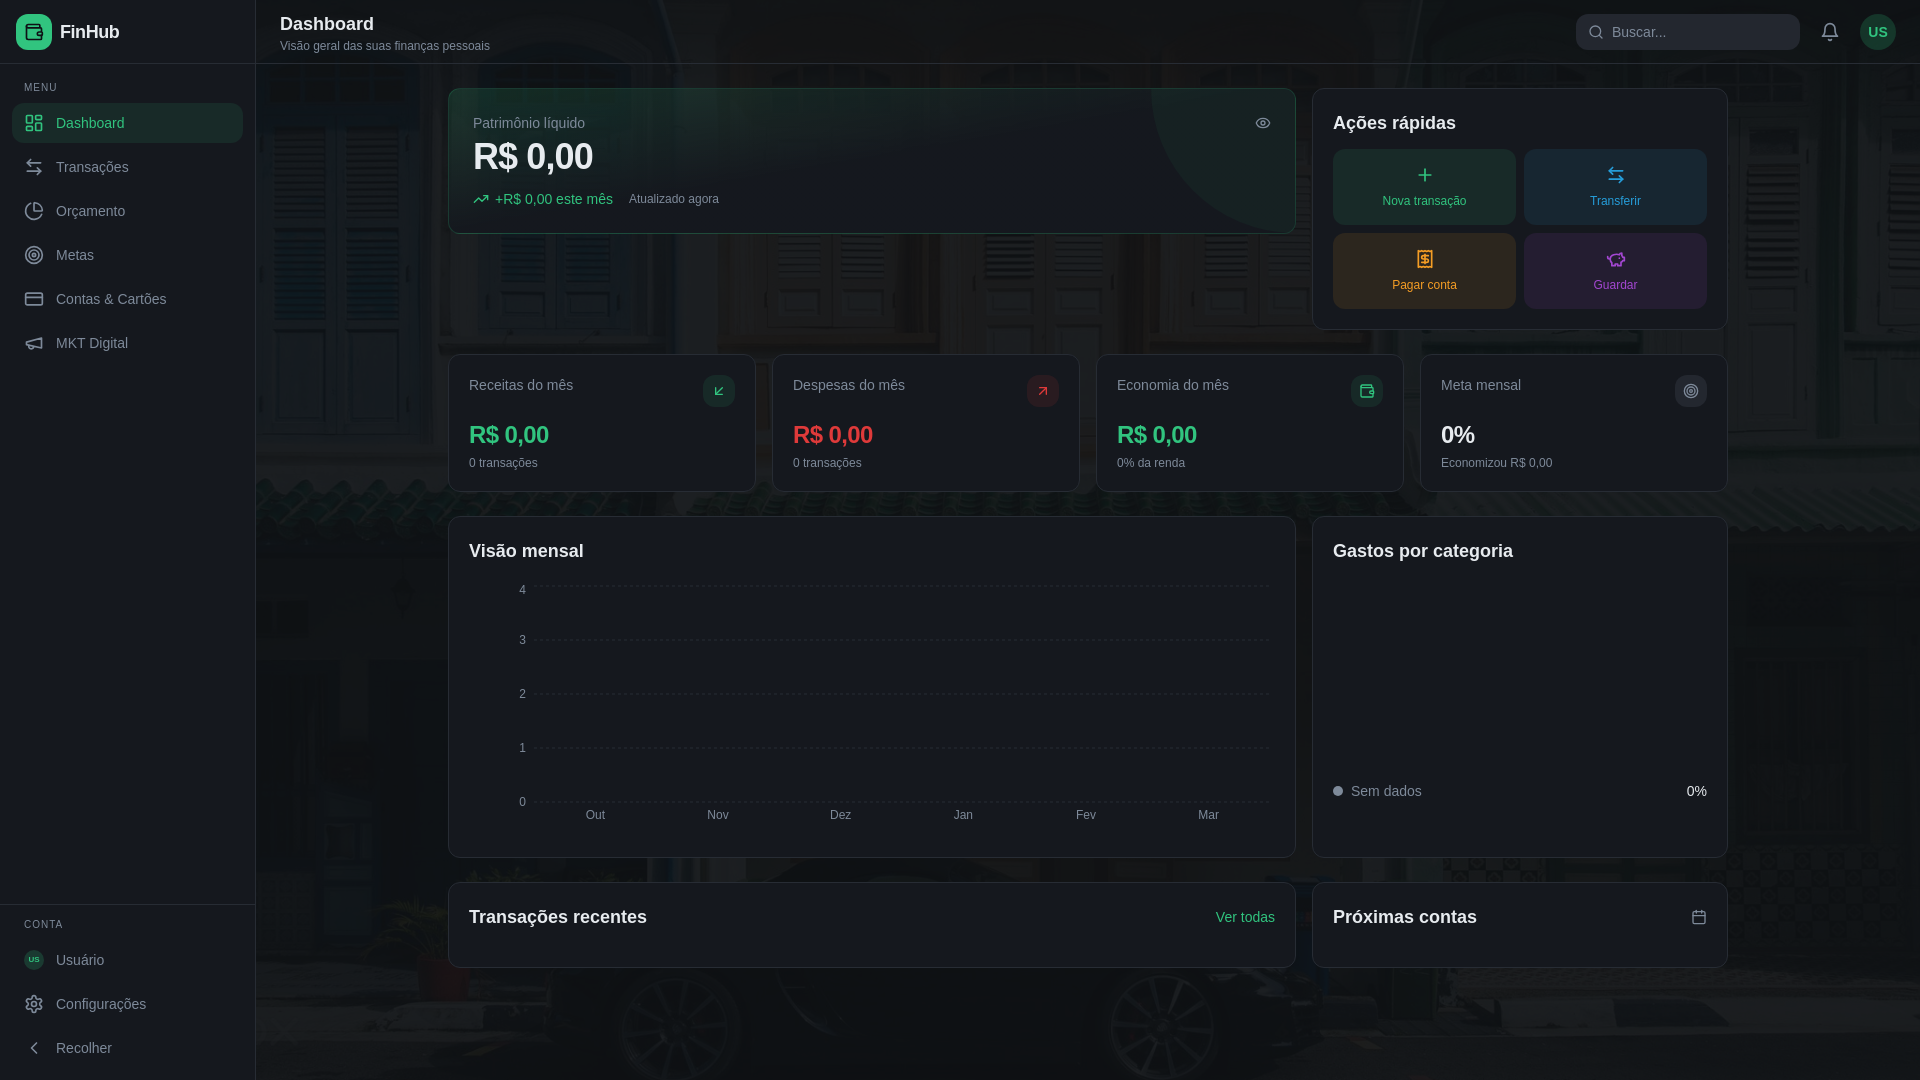 FinHub
MENU
Dashboard
Transações
Orçamento
Metas
Contas & Cartões
MKT Digital
CONTA
US
Usuário
Configurações
Recolher
Dashboard
Visão geral das suas finanças pessoais
Buscar...
US
Patrimônio líquido
R$ 0,00
+R$ 0,00 este mês
Atualizado agora
Ações rápidas
Nova transação
Transferir
Pagar conta
Guardar
Receitas do mês
R$ 0,00
0 transações
Despesas do mês
R$ 0,00
0 transações
Economia do mês
R$ 0,00
0% da renda
Meta mensal
0%
Economizou R$ 0,00
Visão mensal
4
3
2
1
0
Out
Nov
Dez
Jan
Fev
Mar
Gastos por categoria
Sem dados
0%
Transações recentes
Ver todas
Próximas contas